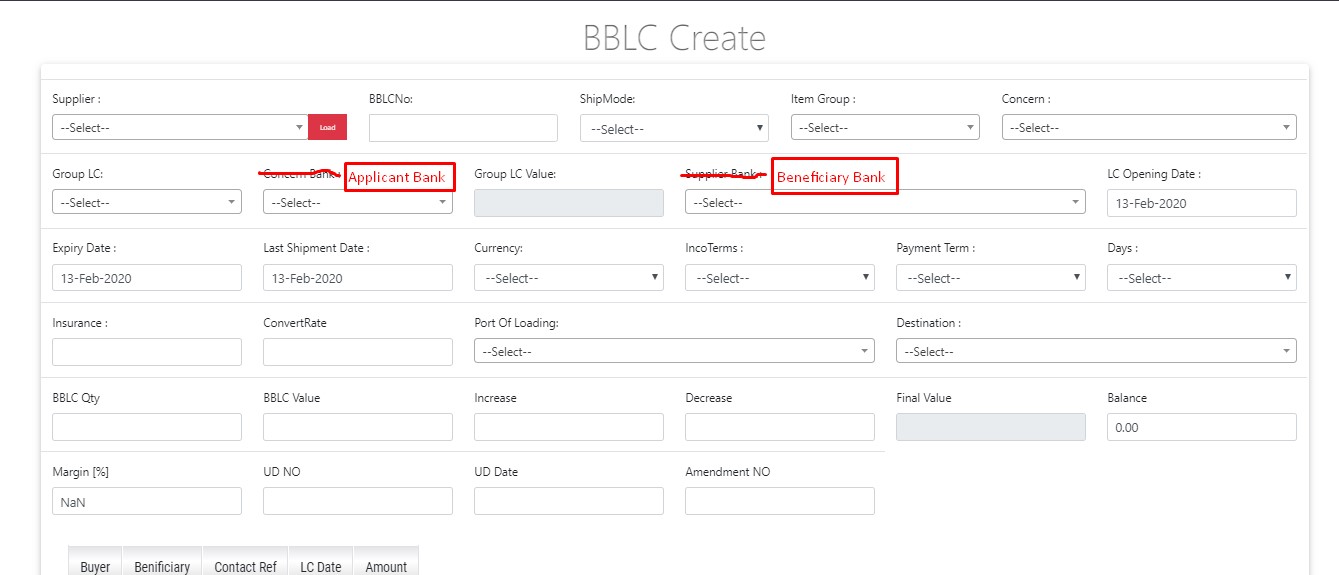 BBLC Create
Supplier : BBLCNo: ShipMode: Item Group : Concern :
--Select-- Load --Select-- --Select-- --Select--
Group LC: Concern Bank : Applicant Bank Group LC Value: Supplier Bank : Beneficiary Bank LC Opening Date :
--Select-- --Select-- --Select-- 13-Feb-2020
Expiry Date : Last Shipment Date : Currency: IncoTerms : Payment Term : Days :
13-Feb-2020 13-Feb-2020 --Select-- --Select-- --Select-- --Select--
Insurance : ConvertRate Port Of Loading: Destination :
--Select-- --Select--
BBLC Qty BBLC Value Increase Decrease Final Value Balance
0.00
Margin [%] UD NO UD Date Amendment NO
NaN
Buyer Benificiary Contact Ref LC Date Amount